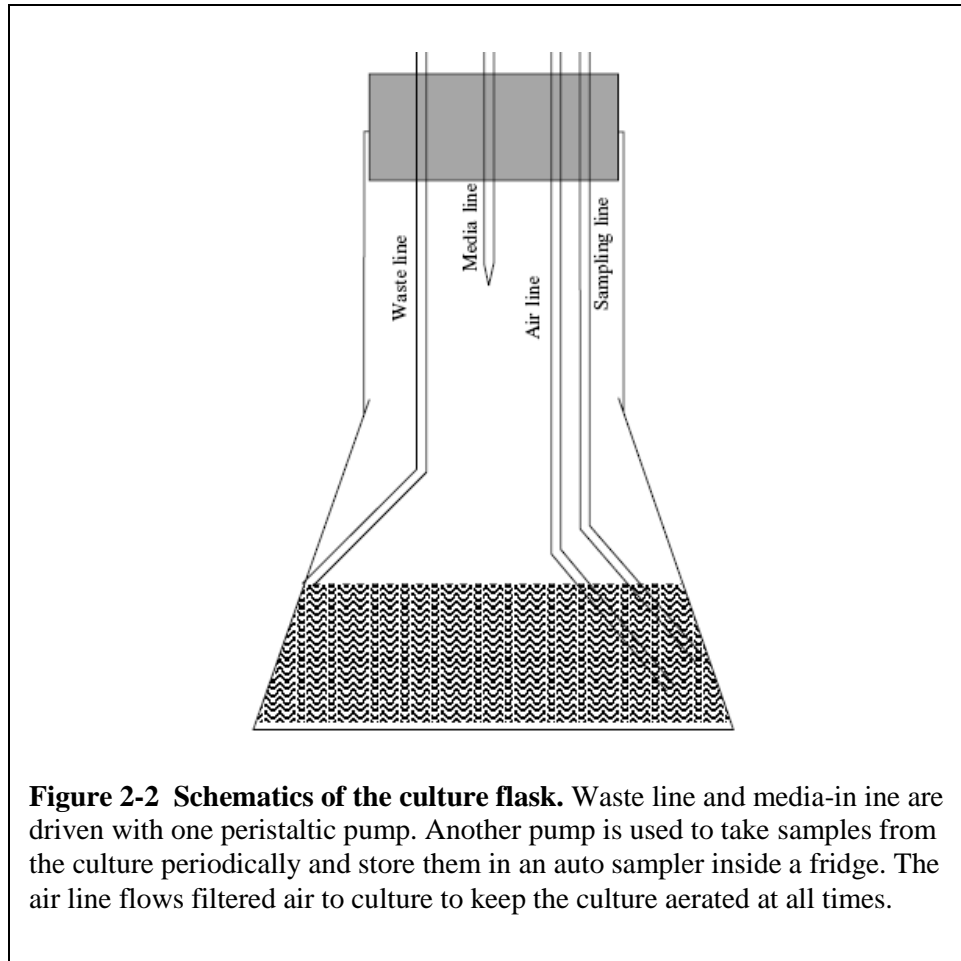 Waste line
Media line
Air line
Sampling line
Figure 2-2 Schematics of the culture flask. Waste line and media-in ine are
driven with one peristaltic pump. Another pump is used to take samples from
the culture periodically and store them in an auto sampler inside a fridge. The
air line flows filtered air to culture to keep the culture aerated at all times.